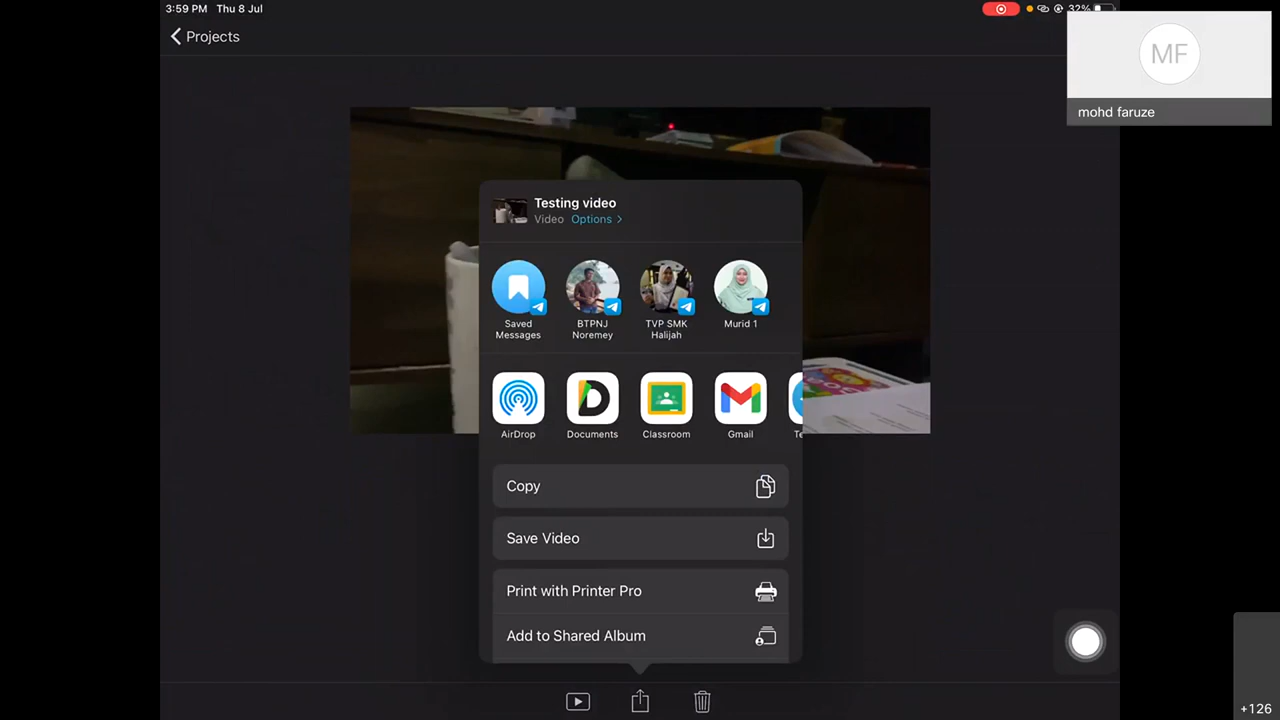 3:59 PM Thu 8 Jul
32%
Projects
MF
mohd faruze
Testing video
Video Options >
Saved Messages
BTPNJ Noremey
TVP SMK Halijah
Murid 1
AirDrop
Documents
Classroom
Gmail
Copy
Save Video
Print with Printer Pro
Add to Shared Album
+126